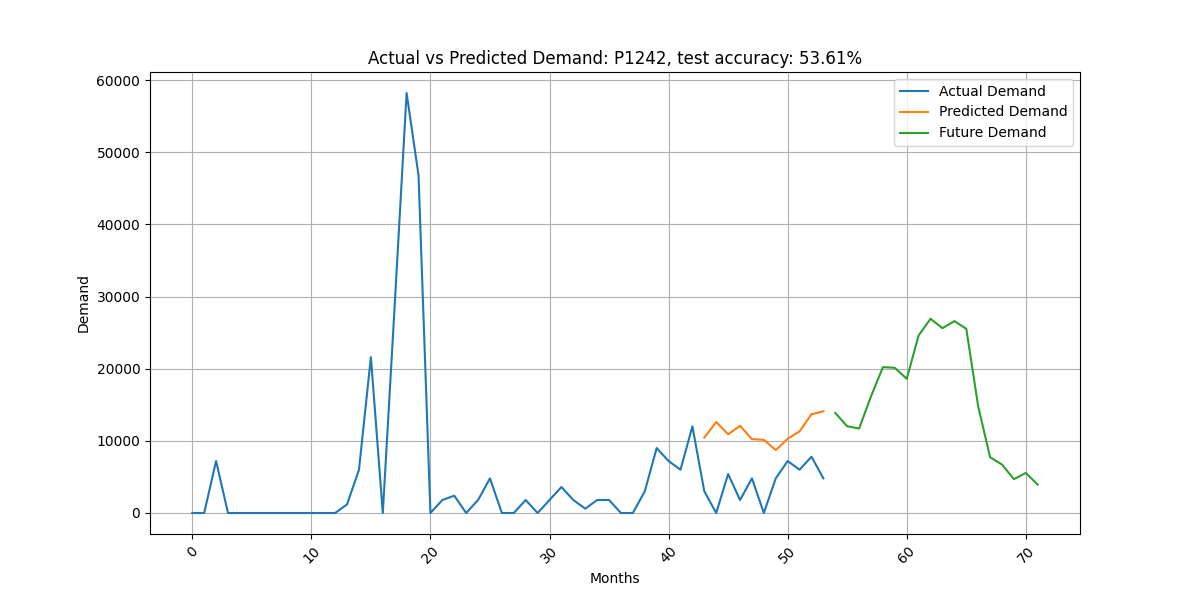 Actual vs Predicted Demand: P1242, test accuracy: 53.61%
Actual Demand
Predicted Demand
Future Demand
60000
50000
40000
30000
20000
10000
0
Demand
0
10
20
30
40
50
60
70
Months